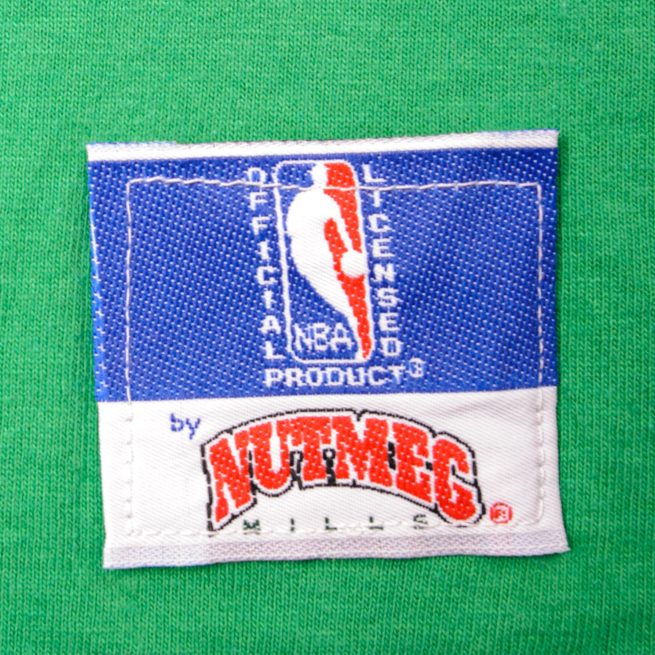 OFFICIAL
LICENSED
NBA
PRODUCT®
by
NUTMEG
MILLS ®